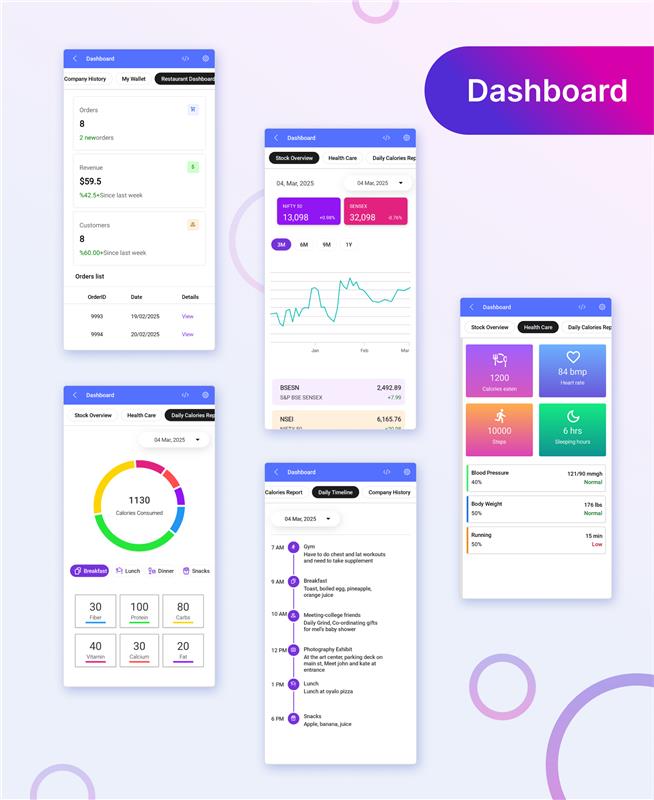 Dashboard
Dashboard
Company History My Wallet Restaurant Dashboard
Orders
8
2 neworders
Revenue
$59.5
%42.5+Since last week
Customers
8
%60.00+Since last week
Orders list
OrderID Date Details
9993 19/02/2025 View
9994 20/02/2025 View
Dashboard
Stock Overview Health Care Daily Calories Rep
04, Mar, 2025 04 Mar, 2025
NIFTY 50 SENSEX
13,098 +0.98% 32,098 -0.76%
3M 6M 9M 1Y
Jan Feb Mar
BSESN 2,492.89
S&P BSE SENSEX +7.99
NSEI 6,165.76
Dashboard
Stock Overview Health Care Daily Calories Rep
1200 84 bmp
Calories eaten Heart rate
10000 6 hrs
Steps Sleeping hours
Blood Pressure 121/90 mmgh
40% Normal
Body Weight 176 lbs
50% Normal
Running 15 min
50% Low
Dashboard
Stock Overview Health Care Daily Calories Rep
04 Mar, 2025
1130
Calories Consumed
Breakfast Lunch Dinner Snacks
30 100 80
Fiber Protein Carbs
40 30 20
Vitamin Calcium Fat
Dashboard
Calories Report Daily Timeline Company History
04 Mar, 2025
7 AM Gym
Have to do chest and lat workouts
and need to take supplement
9 AM Breakfast
Toast, boiled egg, pineapple,
orange juice
10 AM Meeting-college friends
Daily Grind, Co-ordinating gifts
for mel's baby shower
12 PM Photography Exhibit
At the art center, parking deck on
main st, Meet john and kate at
entrance
1 PM Lunch
Lunch at oyalo pizza
6 PM Snacks
Apple, banana, juice